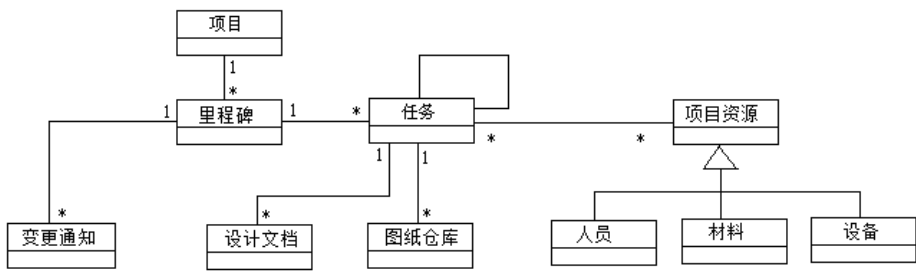 项目
1
*
1 里程碑 1 * 任务 * * 项目资源
1 1
* * *
变更通知 设计文档 图纸仓库 人员 材料 设备